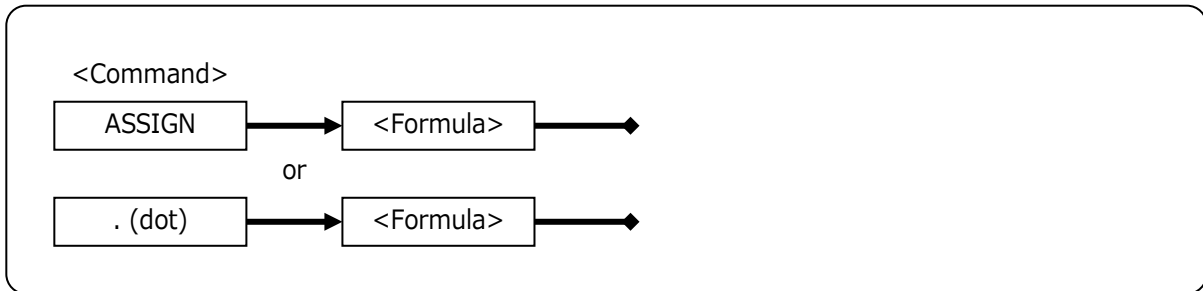 <Command>
ASSIGN <Formula>
or
. (dot) <Formula>